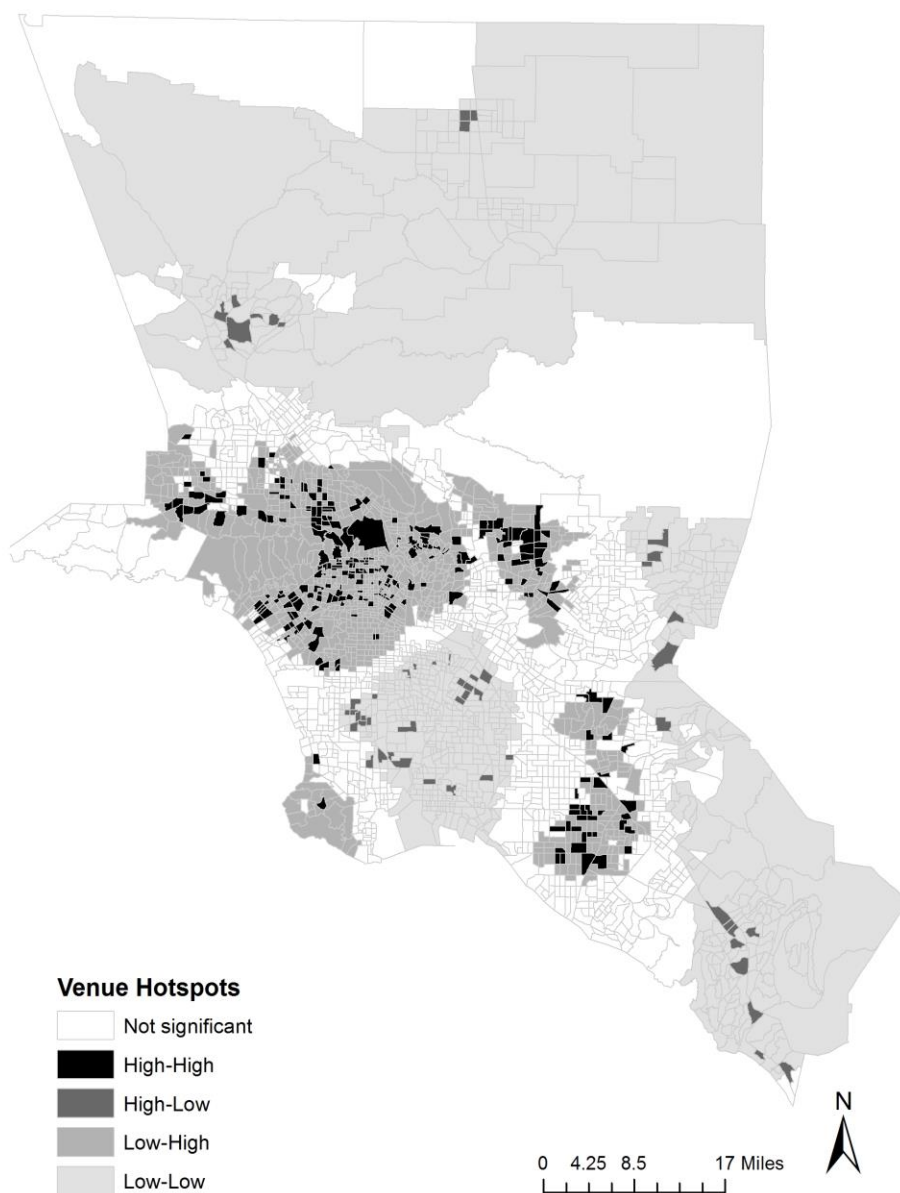 Venue Hotspots
Not significant
High-High
High-Low
Low-High
Low-Low
N
0 4.25 8.5 17 Miles